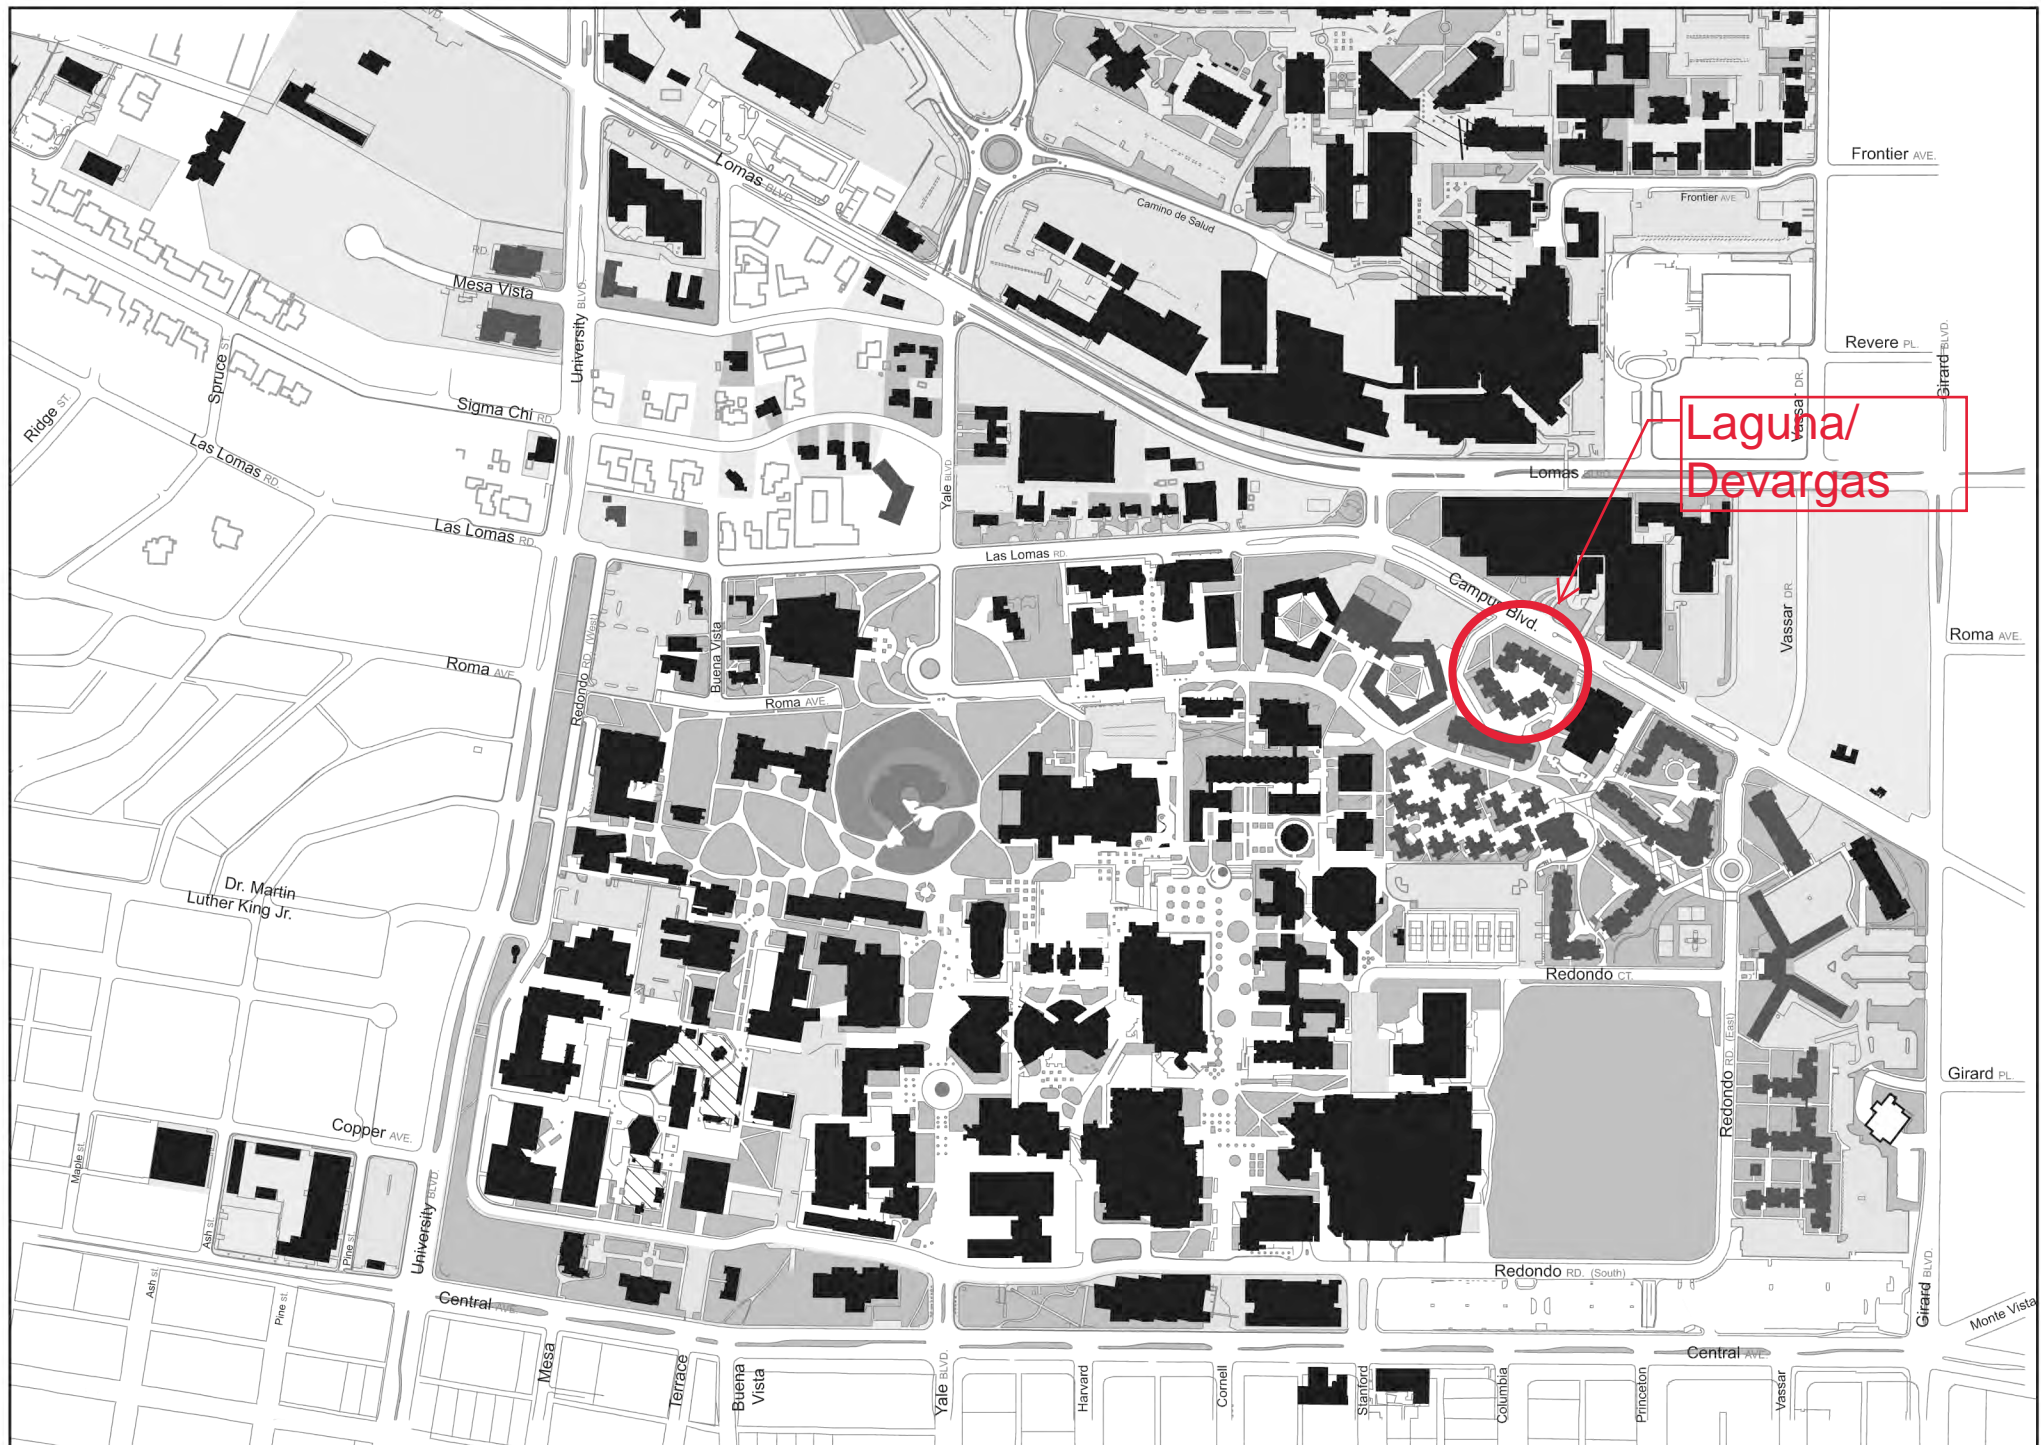 BLVD.
Lomas BLVD.
Frontier AVE.
Frontier AVE
Camino de Salud
RD.
Mesa Vista
University BLVD.
Revere PL.
Girard BLVD.
Spruce ST.
Vassar DR.
Ridge ST.
Sigma Chi RD.
Laguna/
Devargas
Las Lomas RD.
Lomas BLVD.
Yale BLVD.
Las Lomas RD.
Las Lomas RD.
Campus Blvd.
Vassar DR
Roma AVE.
Roma AVE
Redondo RD. (West)
Buena Vista
Roma AVE.
Dr. Martin
Luther King Jr.
Redondo CT.
Redondo RD. (East)
Girard PL.
Copper AVE.
Maple st.
University BLVD.
Ash st.
Pine st.
Redondo RD. (South)
Girard BLVD.
Ash st.
Pine st.
Central AVE
Monte Vista
Central AVE.
Mesa
Terrace
Buena
Vista
Yale BLVD.
Harvard
Cornell
Stanford
Columbia
Princeton
Vassar